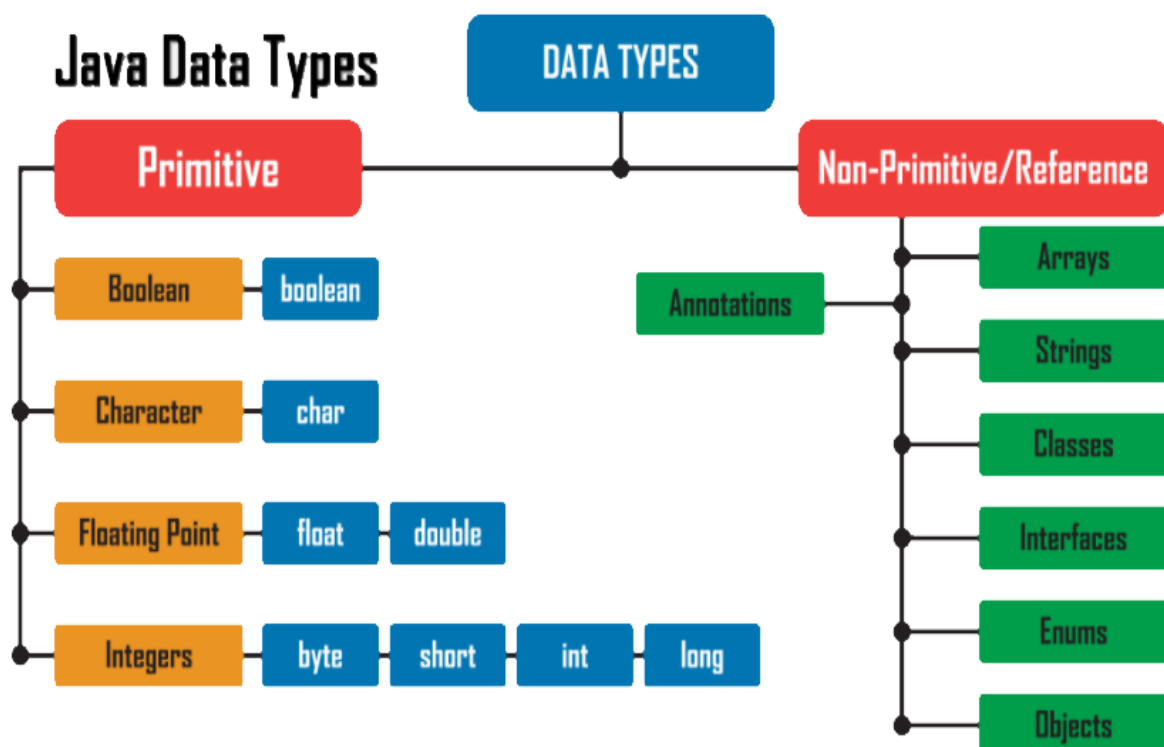 Java Data Types
DATA TYPES
Primitive
Non-Primitive/Reference
Boolean
boolean
Character
char
Floating Point
float
double
Integers
byte
short
int
long
Annotations
Arrays
Strings
Classes
Interfaces
Enums
Objects